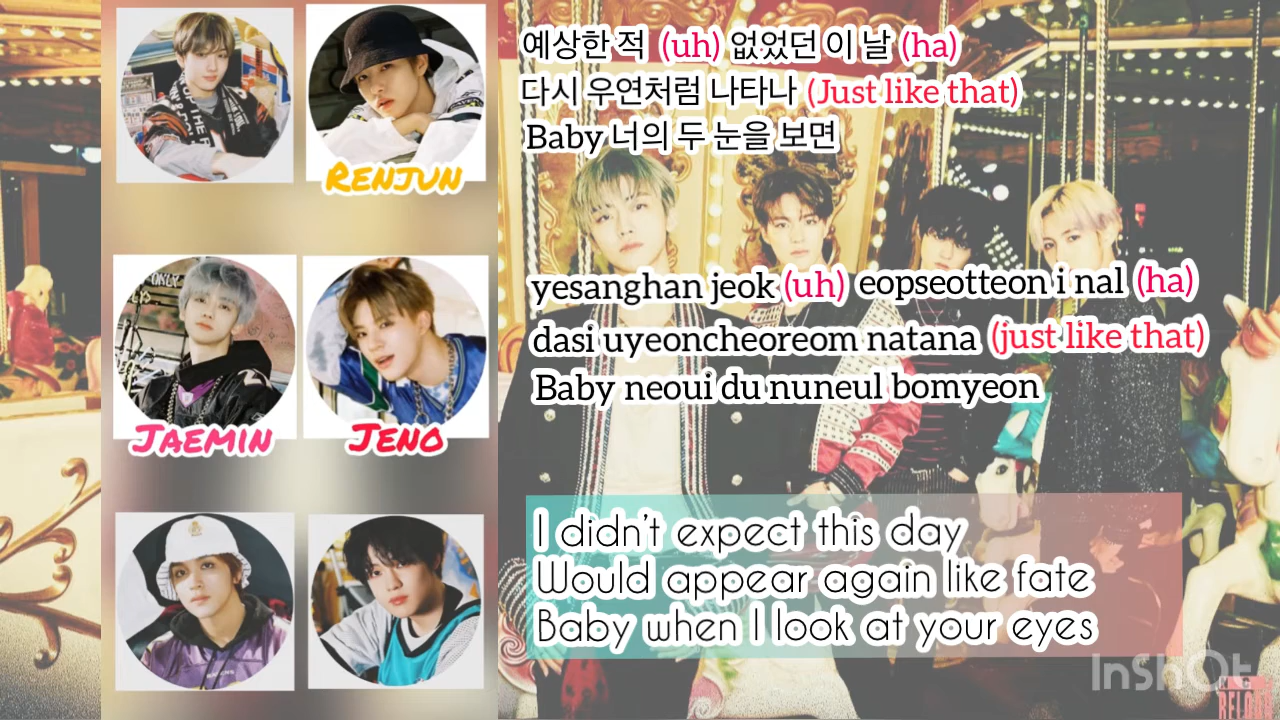 RENJUN
JAEMIN
JENO
예상한 적 (uh) 없었던 이 날 (ha)
다시 우연처럼 나타나 (Just like that)
Baby 너의 두 눈을 보면
yesanghan jeok (uh) eopseotteon i nal (ha)
dasi uyeoncheoreom natana (just like that)
Baby neoui du nuneul bomyeon
I didn't expect this day
Would appear again like fate
Baby when I look at your eyes
InShOt